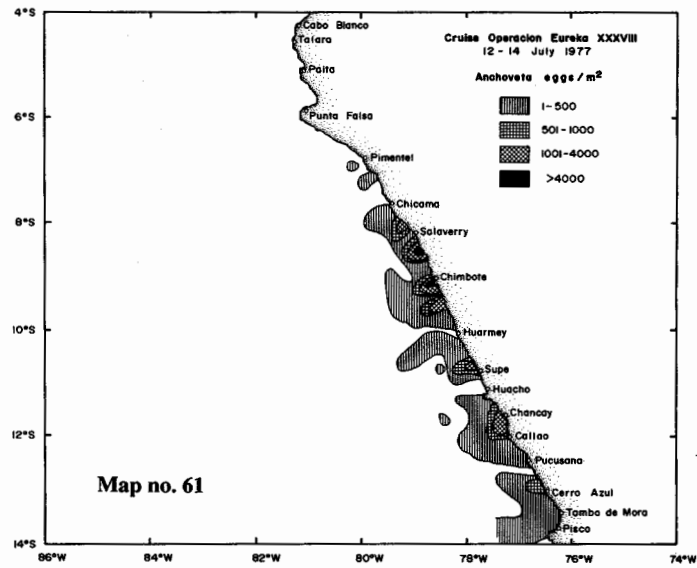 Cruise Operacion Eureka XXXVIII
12 - 14 July 1977
Anchoveta eggs / m²
1-500
501-1000
1001-4000
>4000
4°S
6°S
8°S
10°S
12°S
14°S
Cabo Blanco
Talara
Paita
Punta Falsa
Pimentel
Chicama
Salaverry
Chimbote
Huarmey
Supe
Huacho
Chancay
Callao
Pucusana
Cerro Azul
Tambo de Mora
Pisco
Map no. 61
86°W
84°W
82°W
80°W
78°W
76°W
74°W